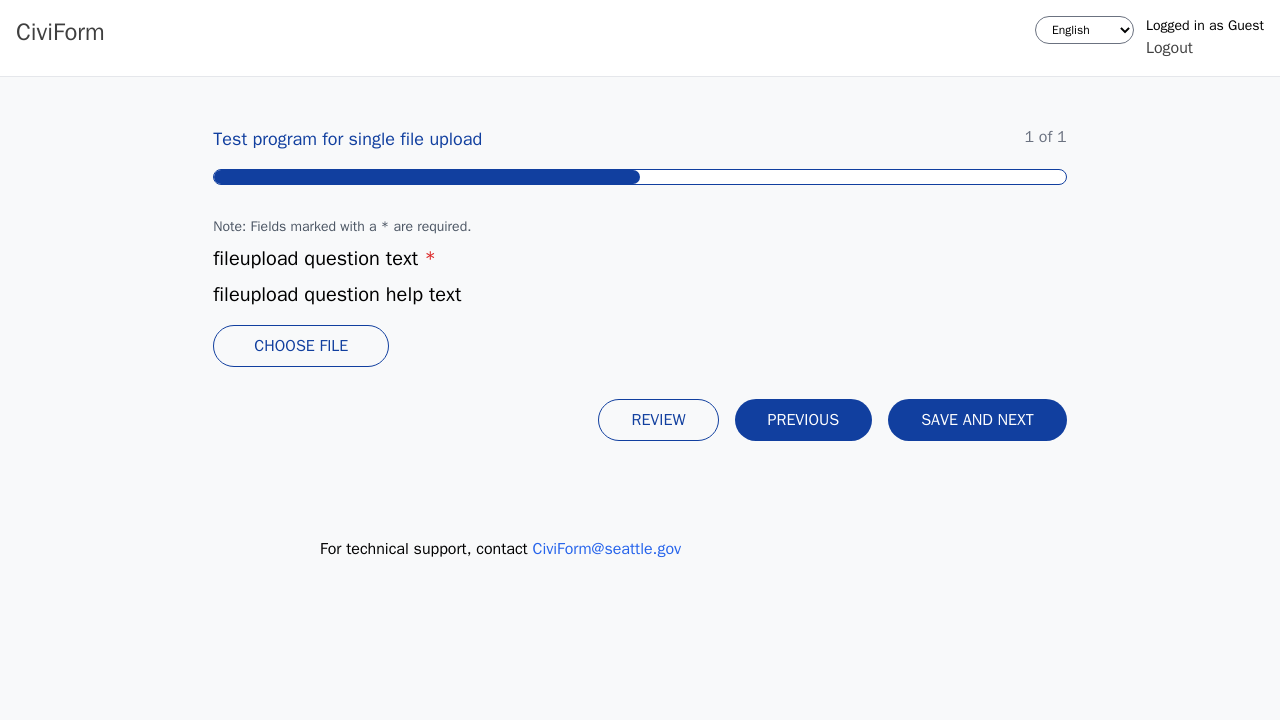 CiviForm
English
Logged in as Guest
Logout
Test program for single file upload
1 of 1
Note: Fields marked with a * are required.
fileupload question text *
fileupload question help text
CHOOSE FILE
REVIEW
PREVIOUS
SAVE AND NEXT
For technical support, contact CiviForm@seattle.gov